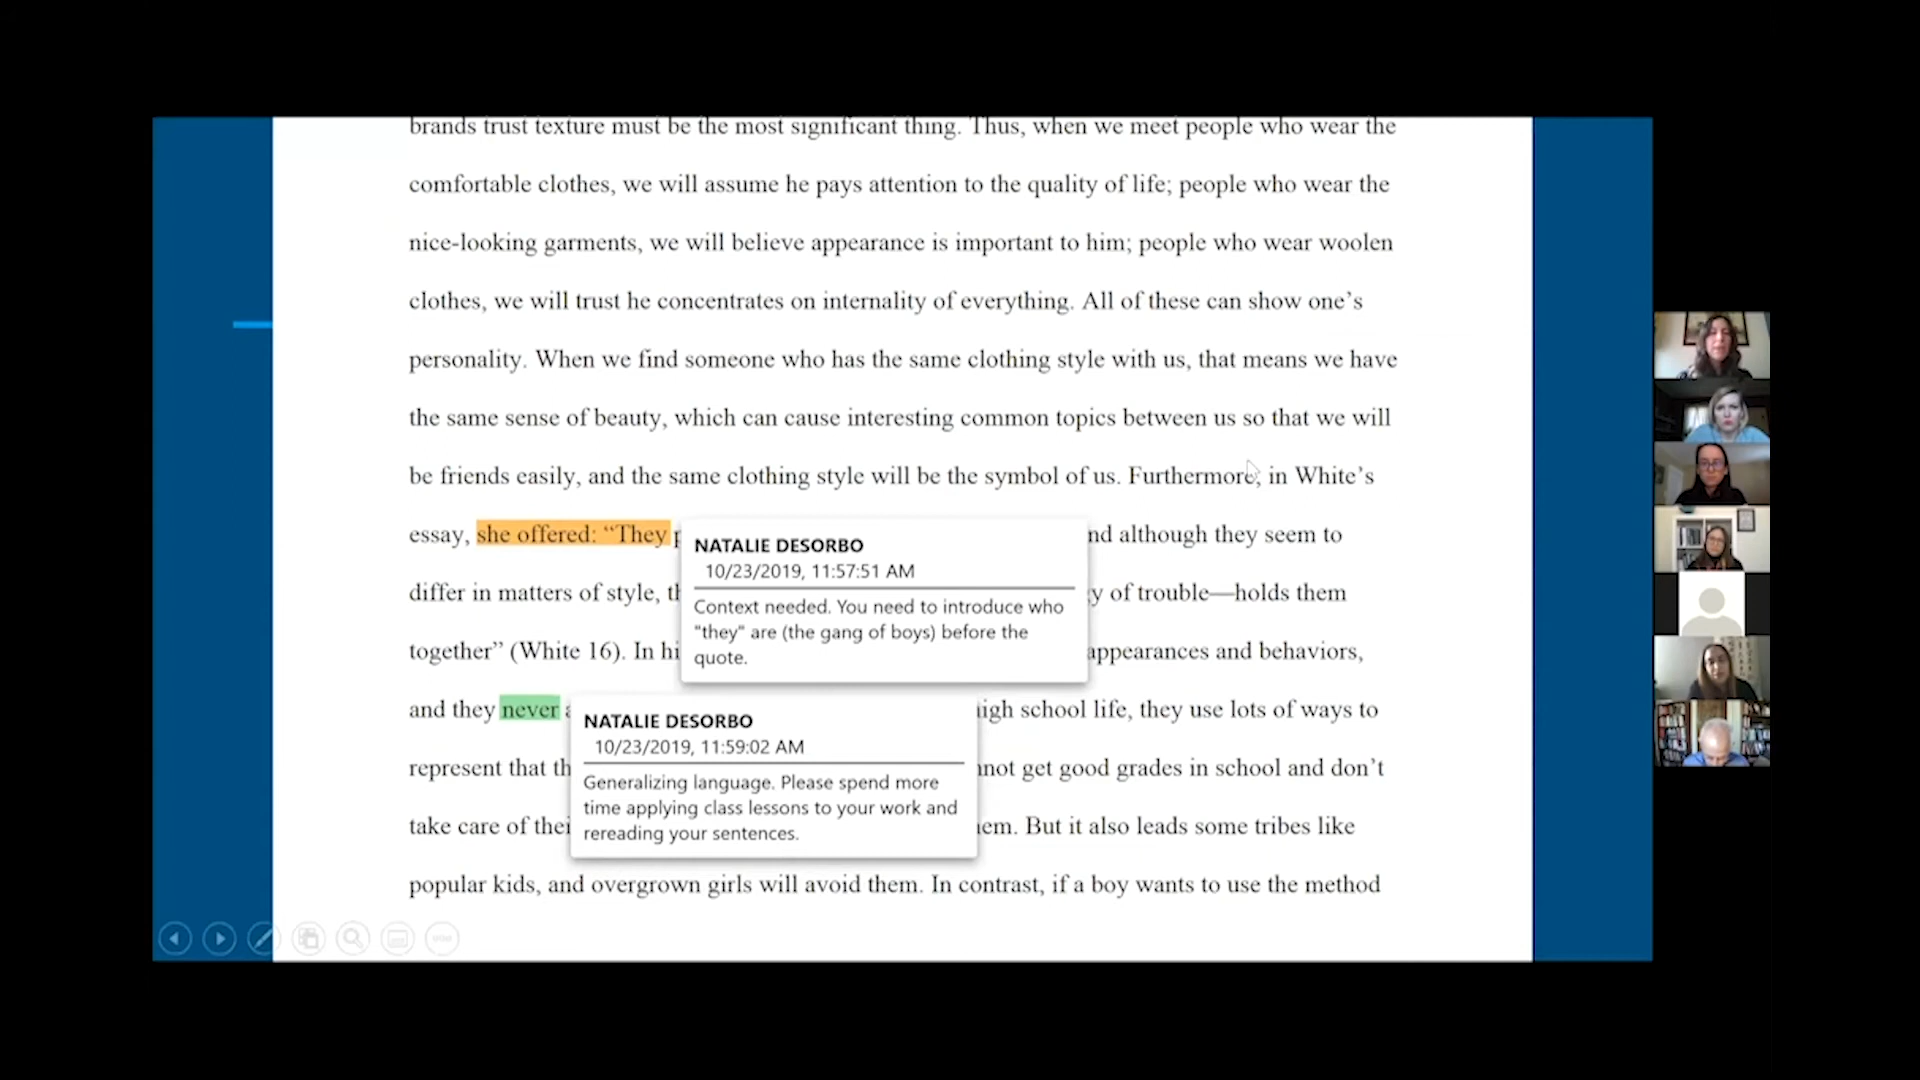 brands trust texture must be the most significant thing. Thus, when we meet people who wear the
comfortable clothes, we will assume he pays attention to the quality of life; people who wear the
nice-looking garments, we will believe appearance is important to him; people who wear woolen
clothes, we will trust he concentrates on internality of everything. All of these can show one’s
personality. When we find someone who has the same clothing style with us, that means we have
the same sense of beauty, which can cause interesting common topics between us so that we will
be friends easily, and the same clothing style will be the symbol of us. Furthermore, in White’s
essay, she offered: “They nd although they seem to
NATALIE DESORBO
10/23/2019, 11:57:51 AM
Context needed. You need to introduce who
"they" are (the gang of boys) before the
quote.
differ in matters of style, th y of trouble—holds them
together” (White 16). In hi appearances and behaviors,
and they never igh school life, they use lots of ways to
NATALIE DESORBO
10/23/2019, 11:59:02 AM
Generalizing language. Please spend more
time applying class lessons to your work and
rereading your sentences.
represent that th not get good grades in school and don’t
take care of thei em. But it also leads some tribes like
popular kids, and overgrown girls will avoid them. In contrast, if a boy wants to use the method